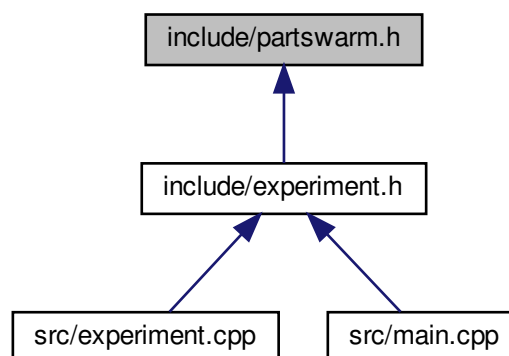 include/partswarm.h
include/experiment.h
src/experiment.cpp
src/main.cpp